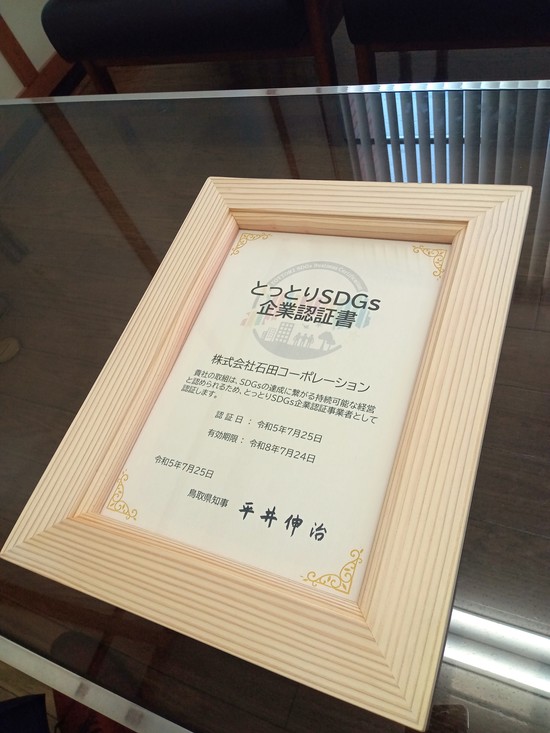 とっとりSDGs
企業認証書
株式会社石田コーポレーション
貴社の取組は、SDGsの達成に繋がる持続可能な経営
と認められるため、とっとりSDGs企業認証事業者として
認証します。
認 証 日 : 令和5年7月25日
有効期限 : 令和8年7月24日
令和5年7月25日
鳥取県知事 平井伸治